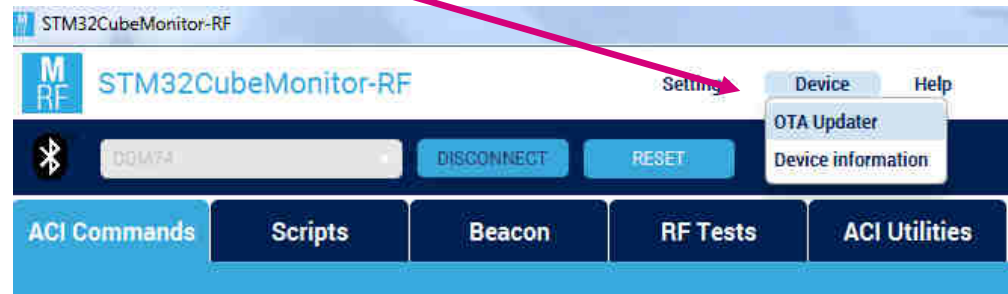 STM32CubeMonitor-RF
M
RF
STM32CubeMonitor-RF
Settings Device Help
OTA Updater
Device information
DISCONNECT RESET
ACI Commands Scripts Beacon RF Tests ACI Utilities